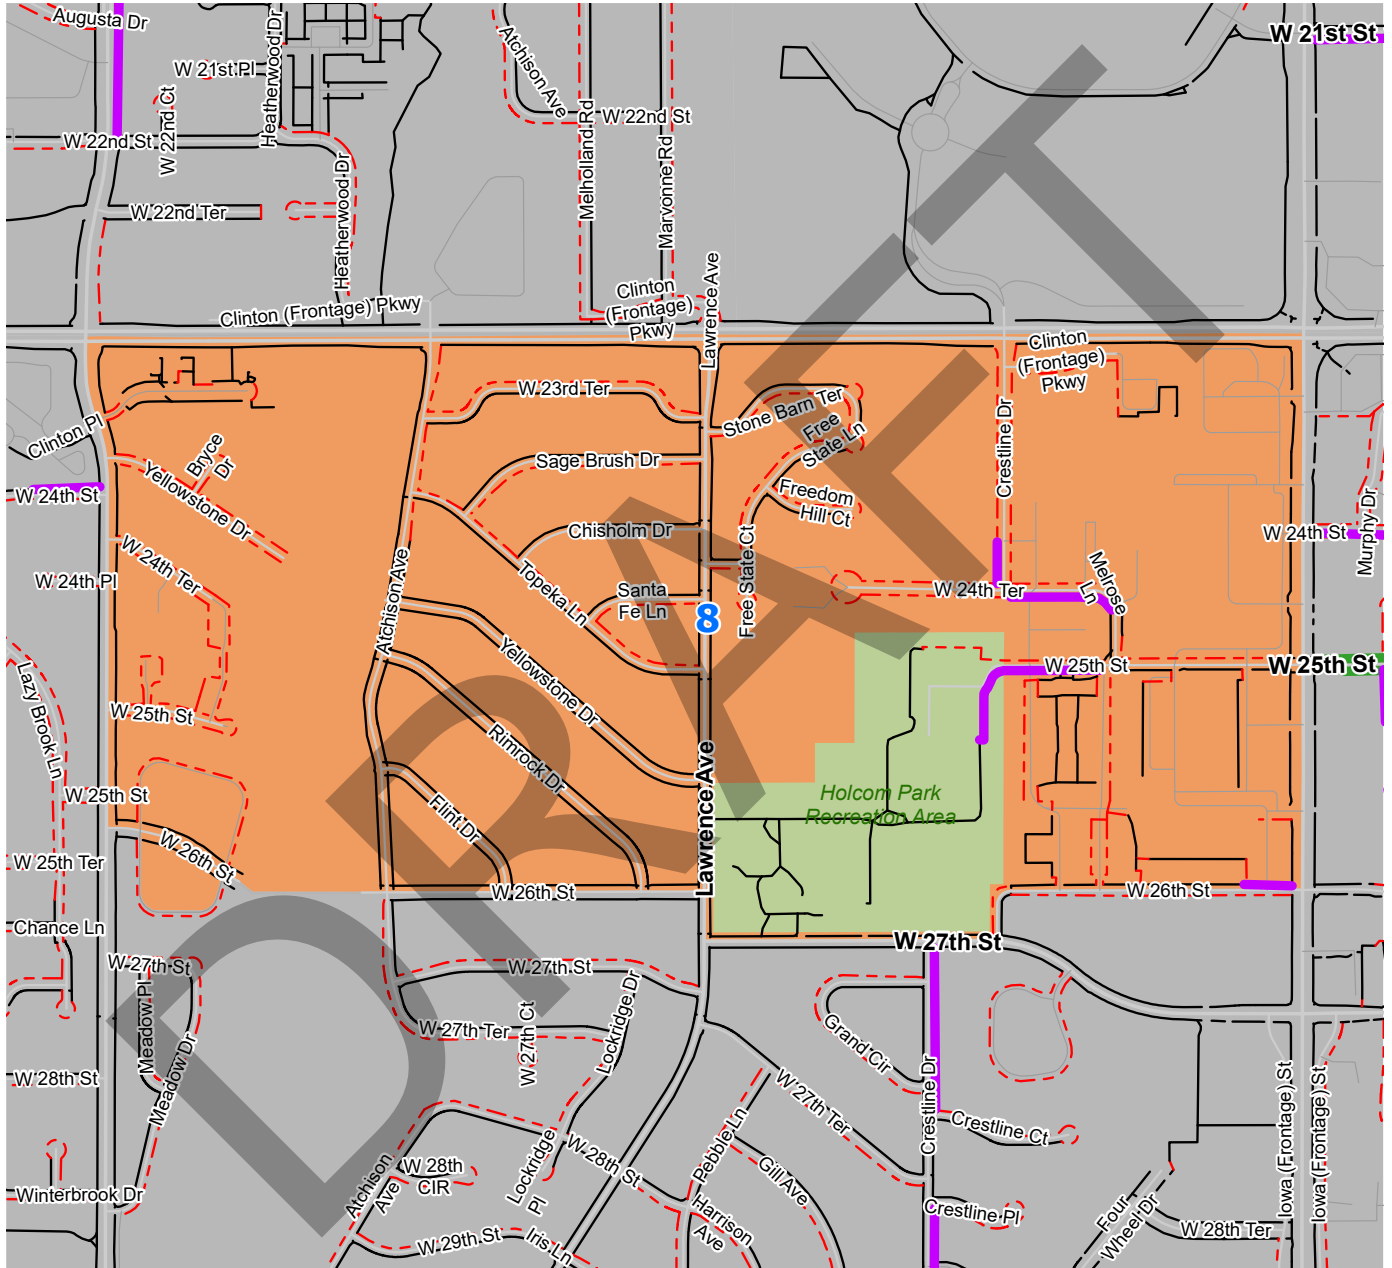 Augusta Dr
W 21st Pl
W 22nd Ct
Heatherwood Dr
W 22nd St
W 22nd Ter
Heatherwood Dr
Atchison Ave
Melholland Rd
W 22nd St
Marvonne Rd
W 21st St
Clinton (Frontage) Pkwy
Clinton
(Frontage)
Pkwy
Lawrence Ave
Clinton
(Frontage)
Pkwy
W 23rd Ter
Stone Barn Ter
Free
State Ln
Crestline Dr
Clinton Pl
Bryce
Dr
Yellowstone Dr
Sage Brush Dr
Freedom
Hill Ct
W 24th St
Chisholm Dr
W 24th St
Murphy Dr
W 24th Ter
W 24th Pl
Atchison Ave
Topeka Ln
Santa
Fe Ln
Free State Ct
8
W 24th Ter
Melrose
Ln
Yellowstone Dr
W 25th St
W 25th St
Lazy Brook Ln
W 25th St
Rimrock Dr
Lawrence Ave
Holcom Park
Recreation Area
W 25th St
Flint Dr
W 26th St
W 25th Ter
W 26th St
W 26th St
Chance Ln
W 27th St
W 27th St
W 27th St
Meadow Pl
Meadow Dr
W 27th Ter
W 27th Ct
Lockridge Dr
Grand Cir
Crestline Dr
W 28th St
W 27th Ter
Crestline Ct
Iowa (Frontage) St
Iowa (Frontage) St
Atchison
Ave
W 28th
CIR
Lockridge
Pl
W 28th St
Pebble Ln
Gill Ave
Winterbrook Dr
Harrison
Ave
Crestline Pl
Four
Wheel Dr
W 28th Ter
W 29th St
Iris Ln
DRAFT